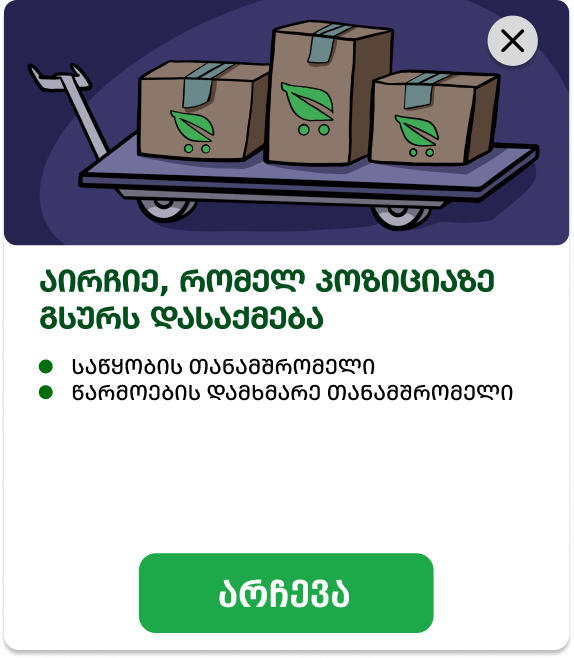 აირჩიე, რომელ პოზიციაზე
გსურს დასაქმება
საწყობის თანამშრომელი
წარმოების დამხმარე თანამშრომელი
არჩევა